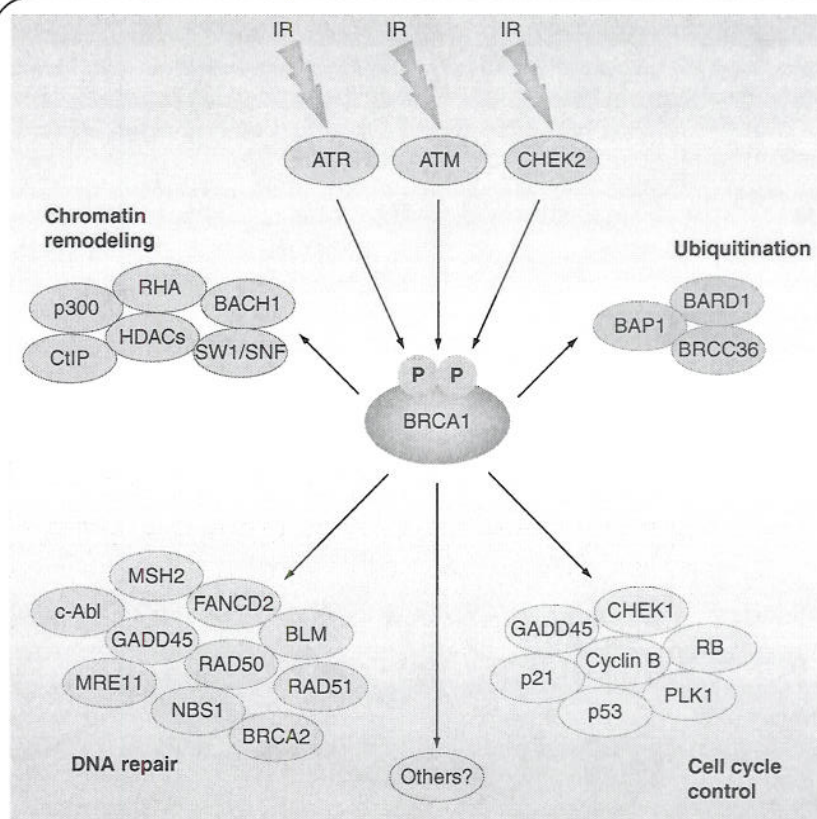 IR IR IR
ATR ATM CHEK2
Chromatin
remodeling
Ubiquitination
RHA
p300
BACH1
HDACs
CtIP
SW1/SNF
BARD1
BAP1
BRCC36
P P
BRCA1
MSH2
c-Abl
FANCD2
GADD45
BLM
RAD50
MRE11
RAD51
NBS1
BRCA2
DNA repair
CHEK1
GADD45
RB
Cyclin B
p21
PLK1
p53
Others?
Cell cycle
control